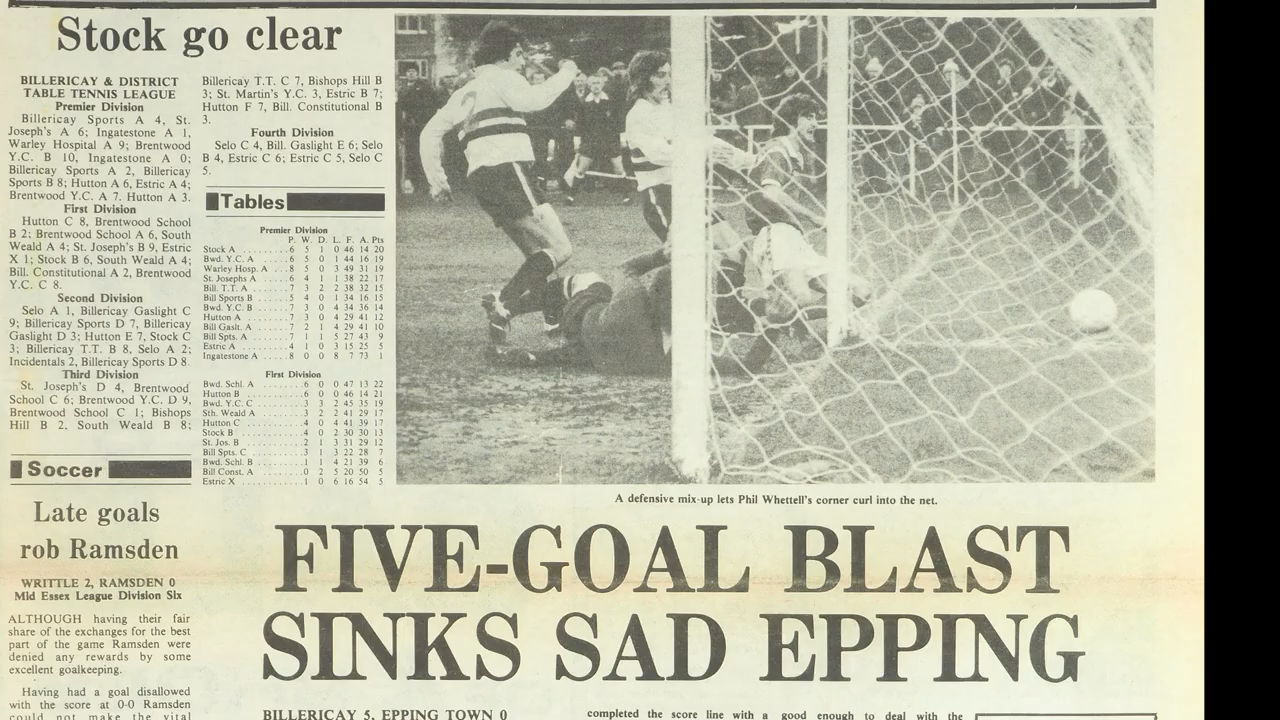 Stock go clear
BILLERICAY & DISTRICT
TABLE TENNIS LEAGUE
Premier Division
Billericay Sports A 4, St.
Joseph's A 6; Ingatestone A 1,
Warley Hospital A 9; Brentwood
Y.C. B 10, Ingatestone A 0;
Billericay Sports A 2, Billericay
Sports B 8; Hutton A 6, Estric A 4;
Brentwood Y.C. A 7. Hutton A 3.
First Division
Hutton C 8, Brentwood School
B 2; Brentwood School A 6, South
Weald A 4; St. Joseph's B 9, Estric
X 1; Stock B 6, South Weald A 4;
Bill. Constitutional A 2, Brentwood
Y.C. C 8.
Second Division
Selo A 1, Billericay Gaslight C
9; Billericay Sports D 7, Billericay
Gaslight D 3; Hutton E 7, Stock C
3; Billericay T.T. B 8, Selo A 2;
Incidentals 2, Billericay Sports D 8.
Third Division
St. Joseph's D 4, Brentwood
School C 6; Brentwood Y.C. D 9,
Brentwood School C 1; Bishops
Hill B 2, South Weald B 8;
Billericay T.T. C 7, Bishops Hill B
3; St. Martin's Y.C. 3, Estric B 7;
Hutton F 7, Bill. Constitutional B
3.
Fourth Division
Selo C 4, Bill. Gaslight E 6; Selo
B 4, Estric C 6; Estric C 5, Selo C
5.
Tables
Premier Division
P. W. D. L. F. A. Pts
Stock A ......... 6 5 1 0 46 14 20
Bwd. Y.C. A ..... 6 5 0 1 44 16 19
Warley Hosp. A ... 8 5 0 3 49 31 19
St. Josephs A .... 6 4 1 1 38 22 17
Bill. T.T. A ...... 7 3 2 2 38 32 15
Bill Sports B ..... 5 4 0 1 34 16 15
Bwd. Y.C. B ..... 7 3 0 4 34 36 14
Hutton A ........ 7 3 0 4 29 41 12
Bill Gaslt. A ..... 7 2 1 4 29 41 10
Bill Spts. A ...... 7 1 1 5 27 43 9
Estric A ......... 4 1 0 3 15 25 5
Ingatestone A .... 8 0 0 8 7 73 1
First Division
Bwd. Schl. A ........ 6 0 0 47 13 22
Hutton B .......... 6 0 0 46 14 21
Bwd. Y.C. C ....... 3 3 2 45 35 19
Sth. Weald A ....... 3 2 2 41 29 17
Hutton C .......... 4 0 4 41 39 17
Stock B ........... 4 0 2 30 30 13
St. Jos. B .......... 2 1 3 31 29 12
Bill Spts. C ........ 3 1 3 22 28 7
Bwd. Schl. B ....... 1 1 4 21 39 6
Bill Const. A ....... 0 2 5 20 50 5
Estric X ........... 1 0 6 16 54 5
A defensive mix-up lets Phil Whettell's corner curl into the net.
Soccer
Late goals
rob Ramsden
WRITTLE 2, RAMSDEN 0
Mid Essex League Division Six
ALTHOUGH having their fair
share of the exchanges for the best
part of the game Ramsden were
denied any rewards by some
excellent goalkeeping.
Having had a goal disallowed
with the score at 0-0 Ramsden
could not make the vital
FIVE-GOAL BLAST
SINKS SAD EPPING
BILLERICAY 5, EPPING TOWN 0
completed the score line with a
good enough to deal with the